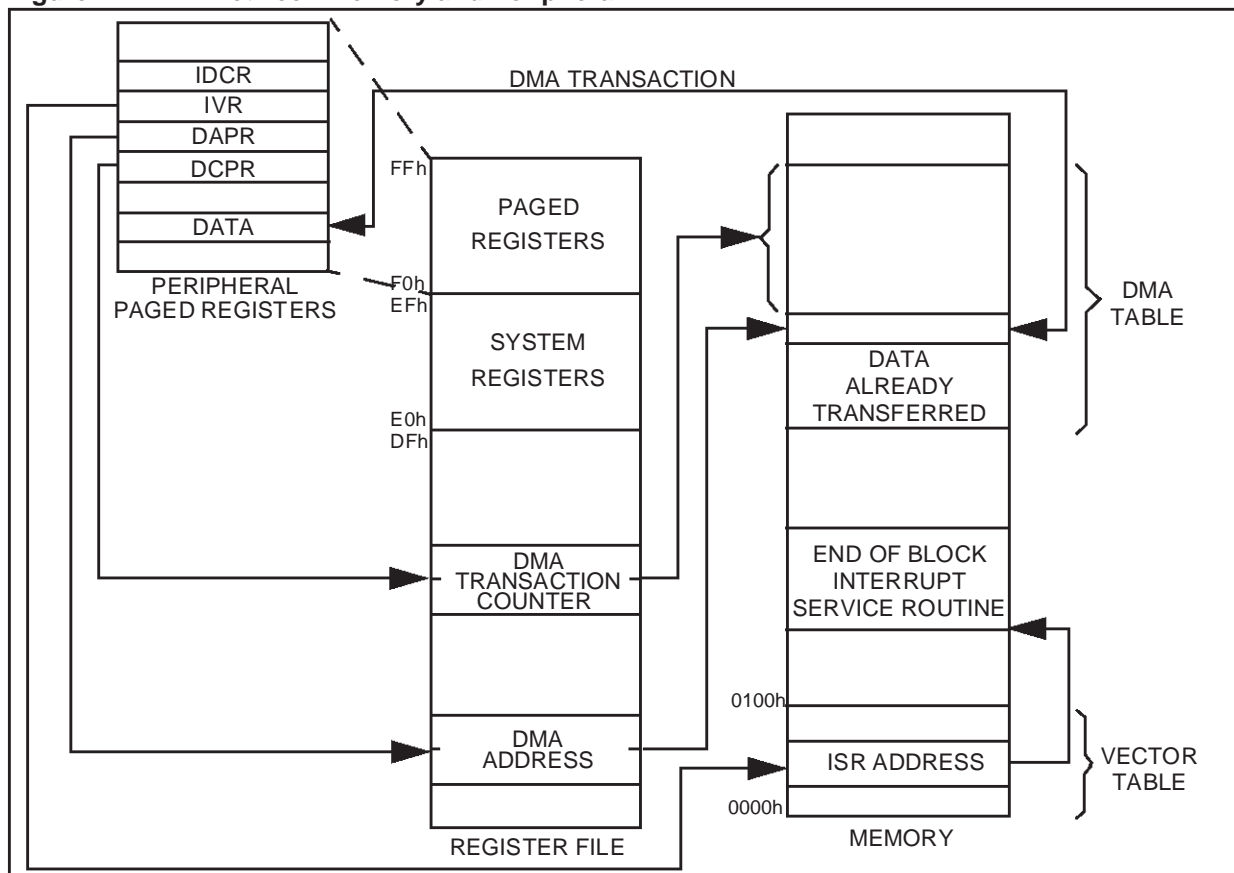 IDCR
IVR
DAPR
DCPR
DATA
PERIPHERAL
PAGED REGISTERS
DMA TRANSACTION
FFh
PAGED
REGISTERS
F0h
EFh
SYSTEM
REGISTERS
E0h
DFh
DMA
TRANSACTION
COUNTER
DMA
ADDRESS
REGISTER FILE
DMA
TABLE
DATA
ALREADY
TRANSFERRED
END OF BLOCK
INTERRUPT
SERVICE ROUTINE
0100h
ISR ADDRESS
0000h
VECTOR
TABLE
MEMORY